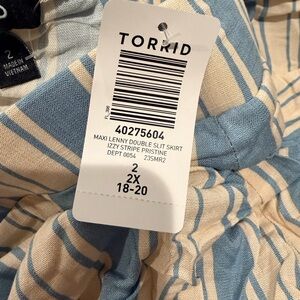 2
MADE IN
VIETNAM
TORRID
40275604
MAXI LENNY DOUBLE SLIT SKIRT
IZZY STRIPE PRISTINE
DEPT 0054 23SMR2
2
2X
18-20